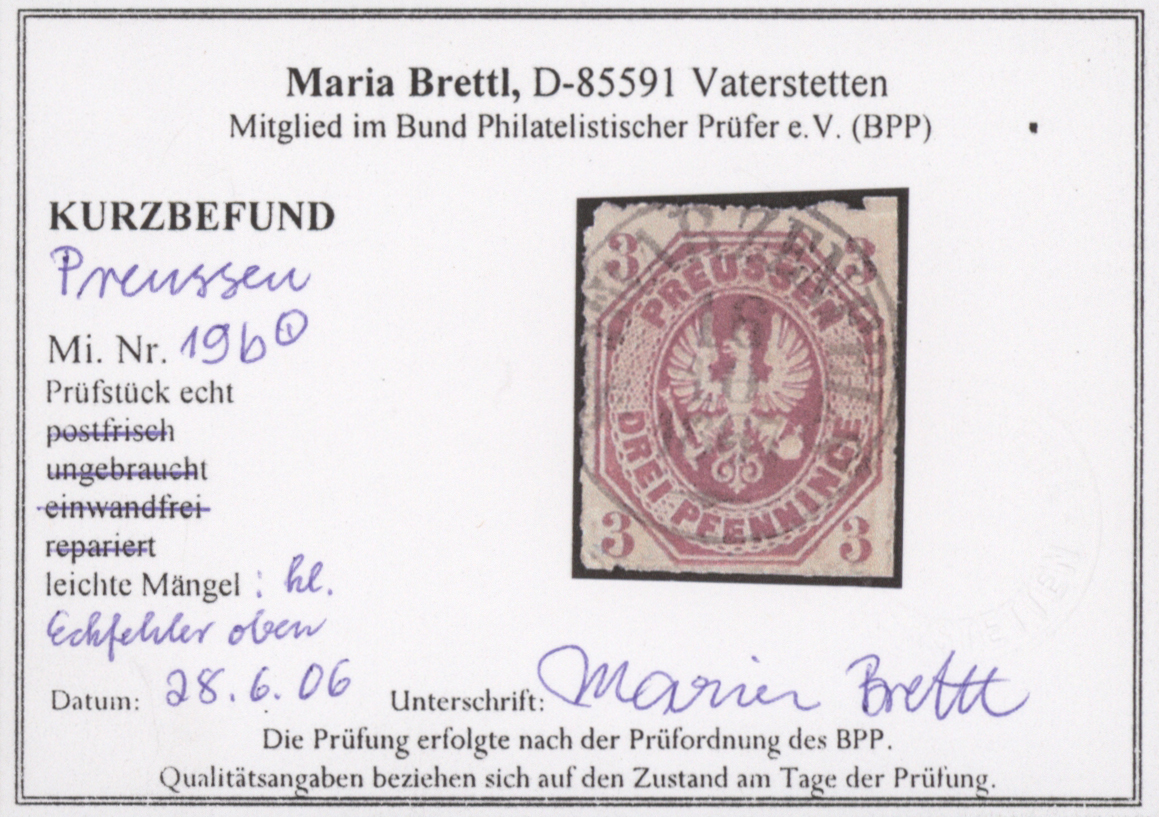 Maria Brettl, D-85591 Vaterstetten
Mitglied im Bund Philatelistischer Prüfer e.V. (BPP)
KURZBEFUND
Preussen
Mi. Nr. 19b
Prüfstück echt
postfrisch
ungebraucht
einwandfrei
repariert
leichte Mängel : kl.
Eckfehler oben
Datum: 28.6.06 Unterschrift: Maria Brettl
Die Prüfung erfolgte nach der Prüfordnung des BPP.
Qualitätsangaben beziehen sich auf den Zustand am Tage der Prüfung.
3 3
PREUSSEN
16
10
DREI PFENNINGE
3 3